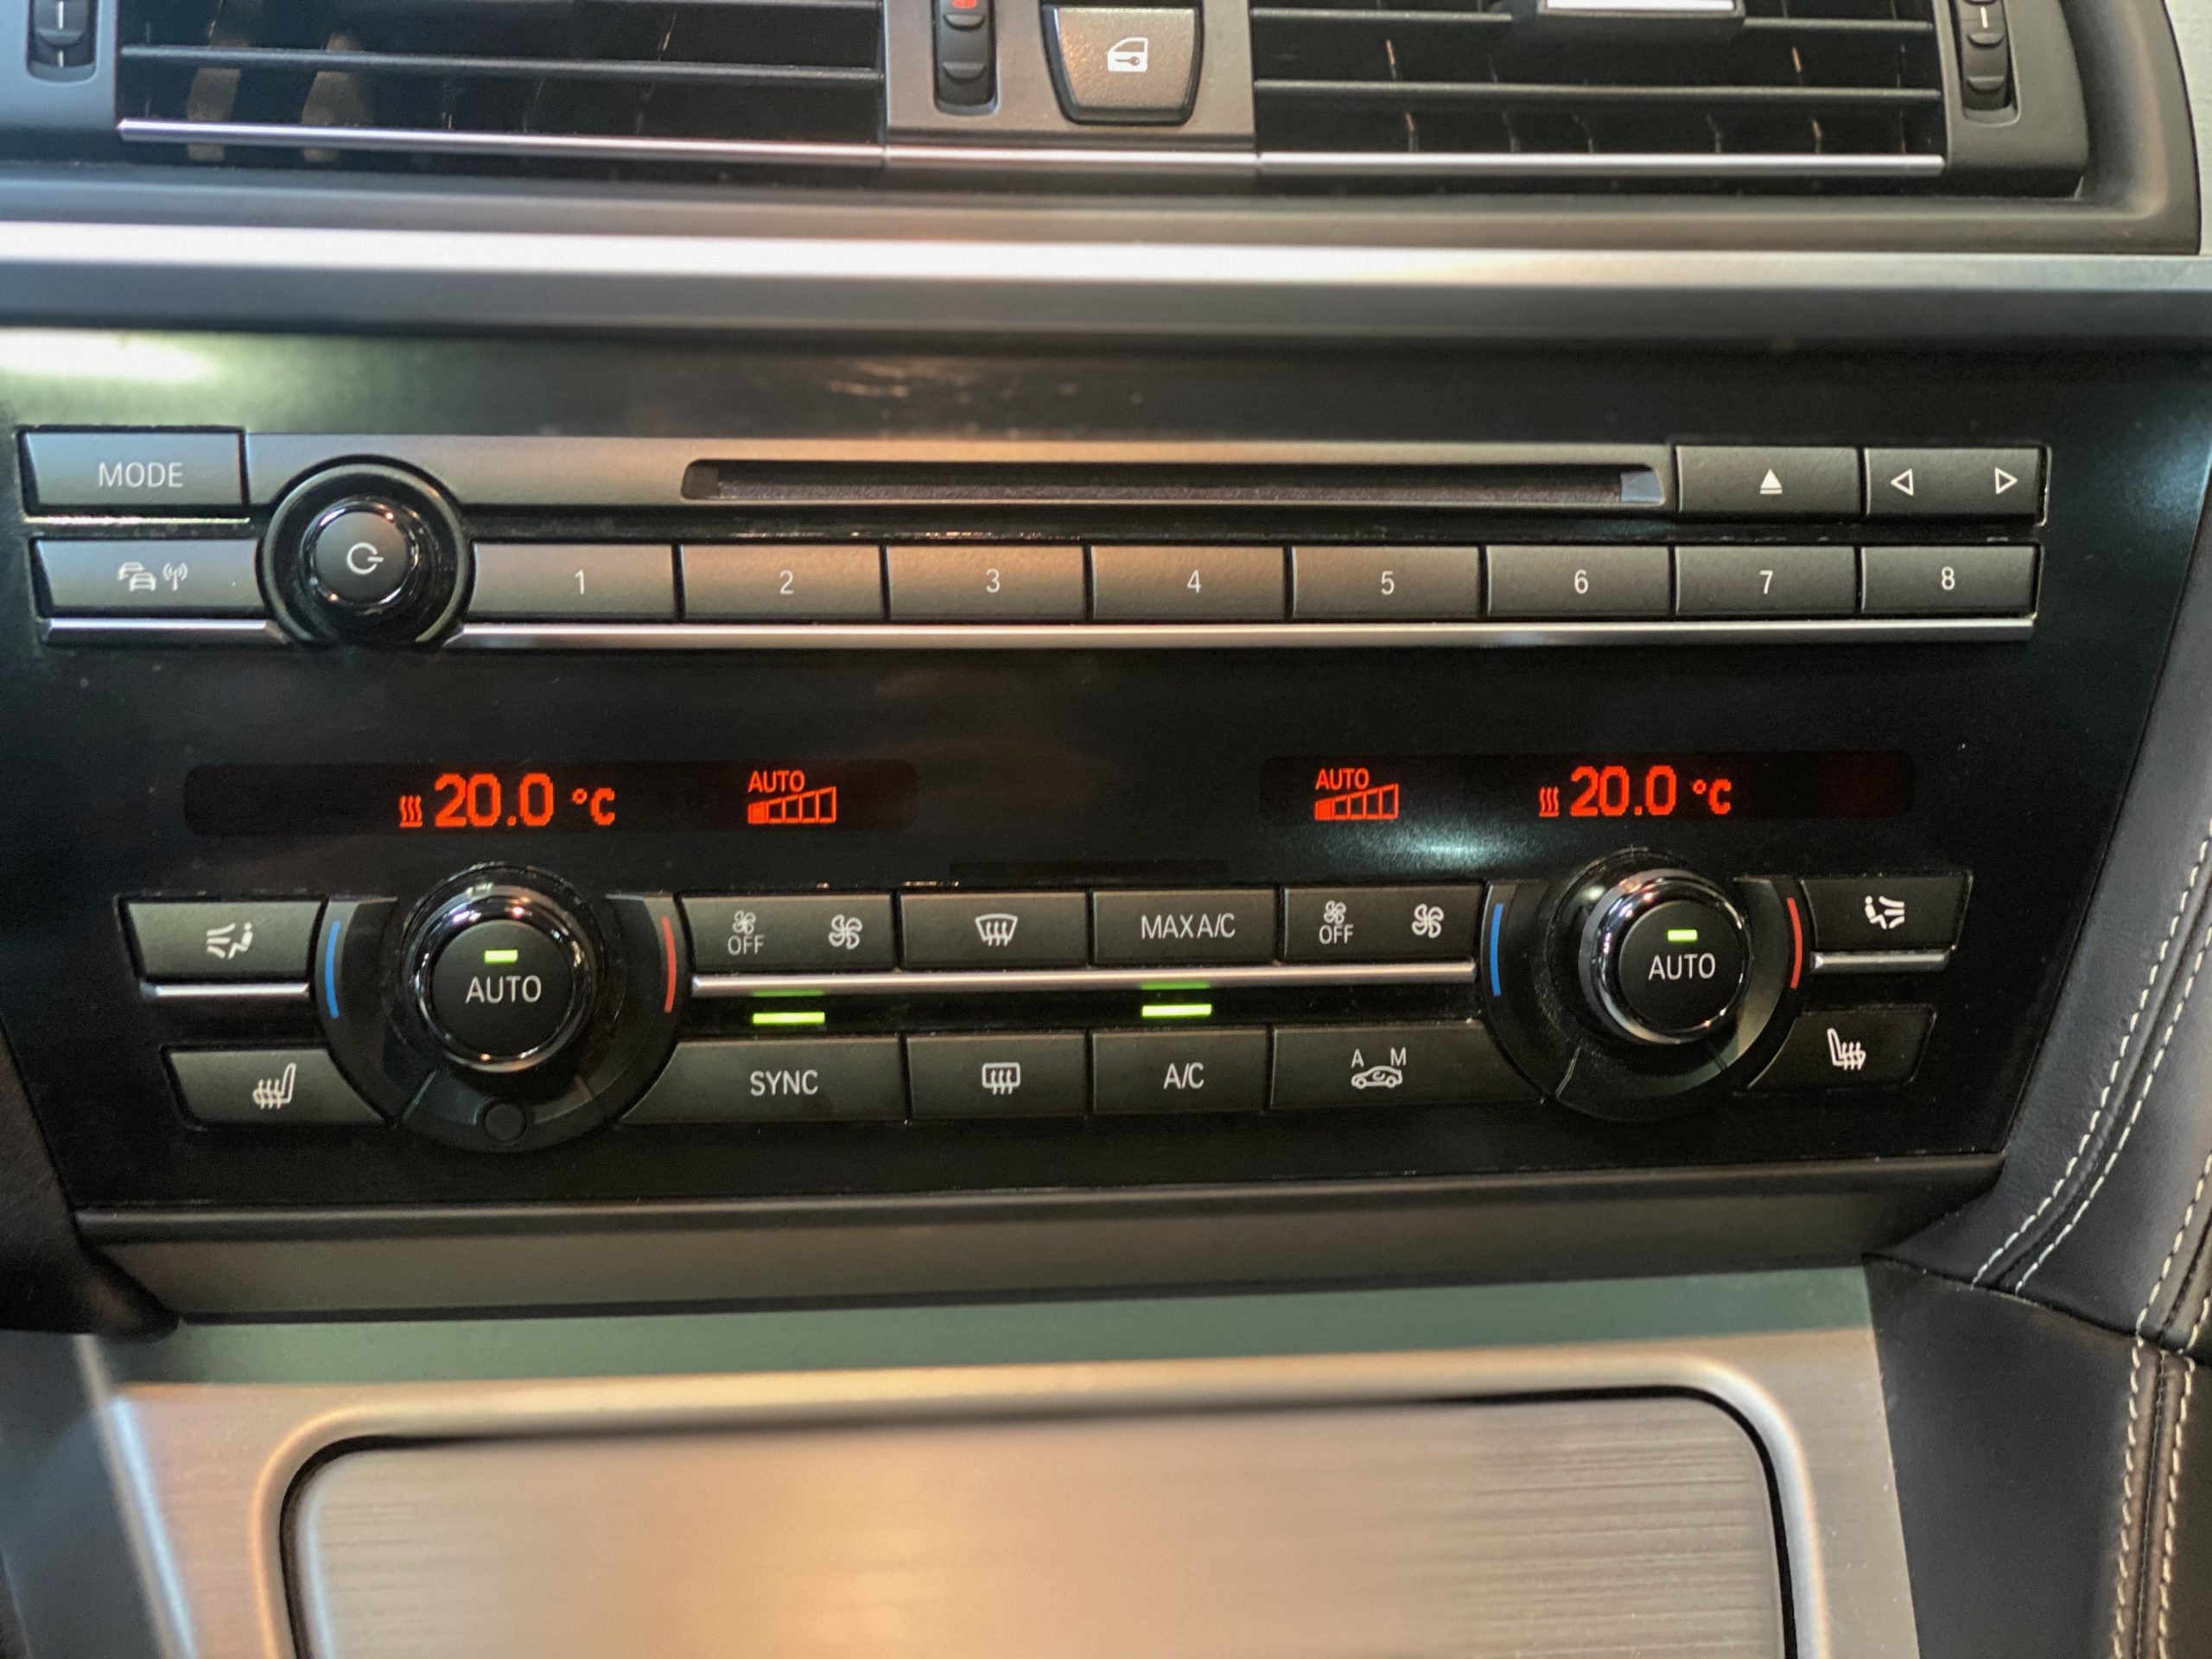 MODE
1 2 3 4 5 6 7 8
20.0 °C AUTO AUTO 20.0 °C
OFF MAX A/C OFF
AUTO AUTO
SYNC A/C A M